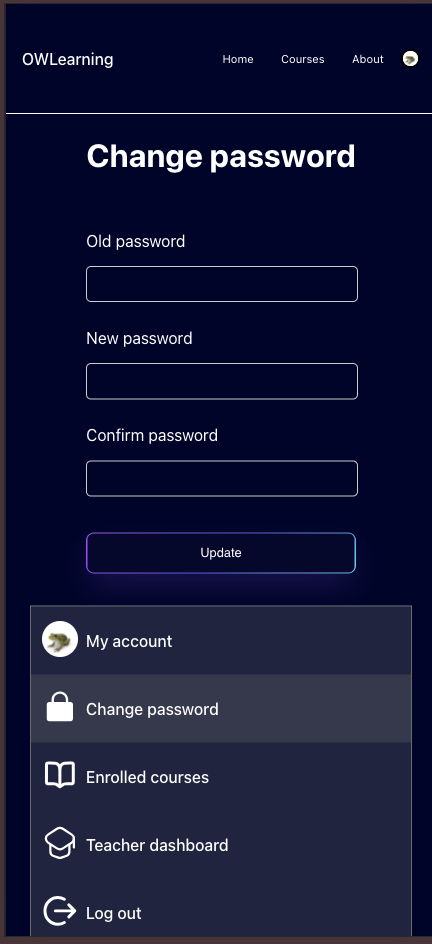 OWLearning
Home
Courses
About
Change password
Old password
New password
Confirm password
Update
My account
Change password
Enrolled courses
Teacher dashboard
Log out